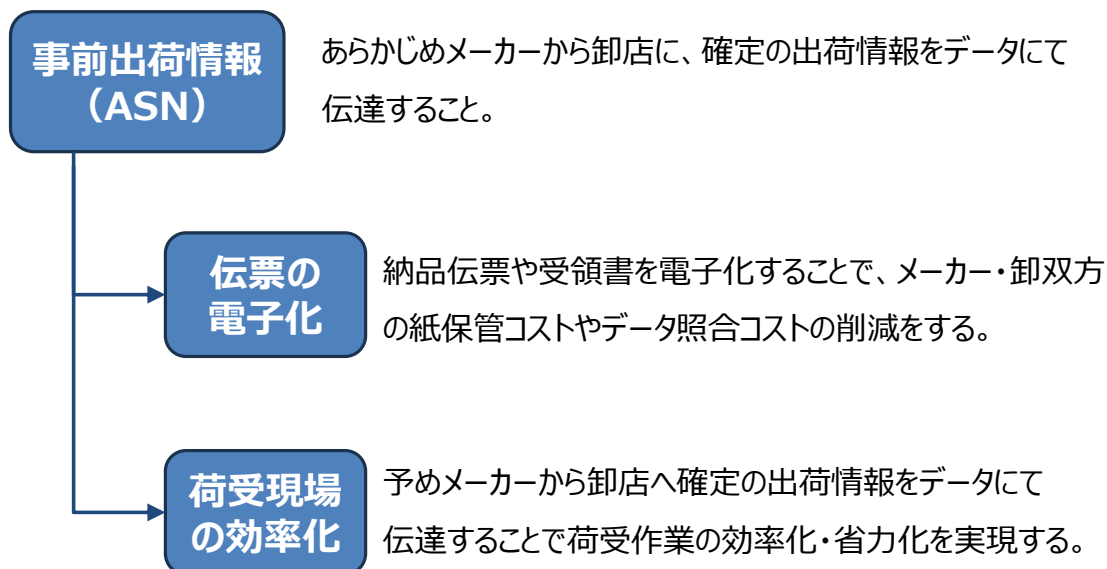 事前出荷情報
（ASN）
あらかじめメーカーから卸店に、確定の出荷情報をデータにて
伝達すること。
伝票の
電子化
納品伝票や受領書を電子化することで、メーカー・卸双方
の紙保管コストやデータ照合コストの削減をする。
荷受現場
の効率化
予めメーカーから卸店へ確定の出荷情報をデータにて
伝達することで荷受作業の効率化・省力化を実現する。